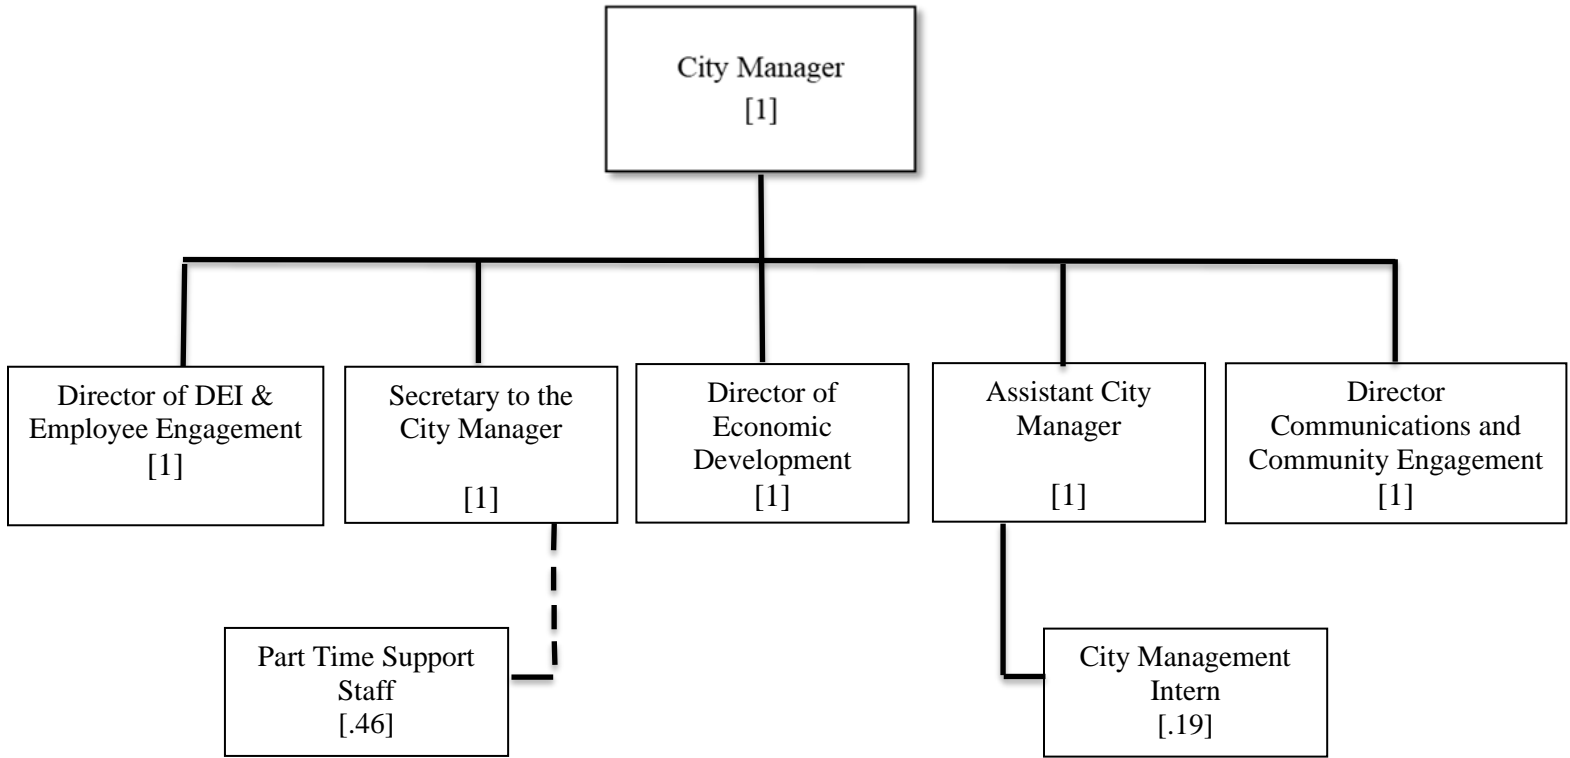 City Manager
[1]
Director of DEI &
Employee Engagement
[1]
Secretary to the
City Manager
[1]
Director of
Economic
Development
[1]
Assistant City
Manager
[1]
Director
Communications and
Community Engagement
[1]
Part Time Support
Staff
[.46]
City Management
Intern
[.19]